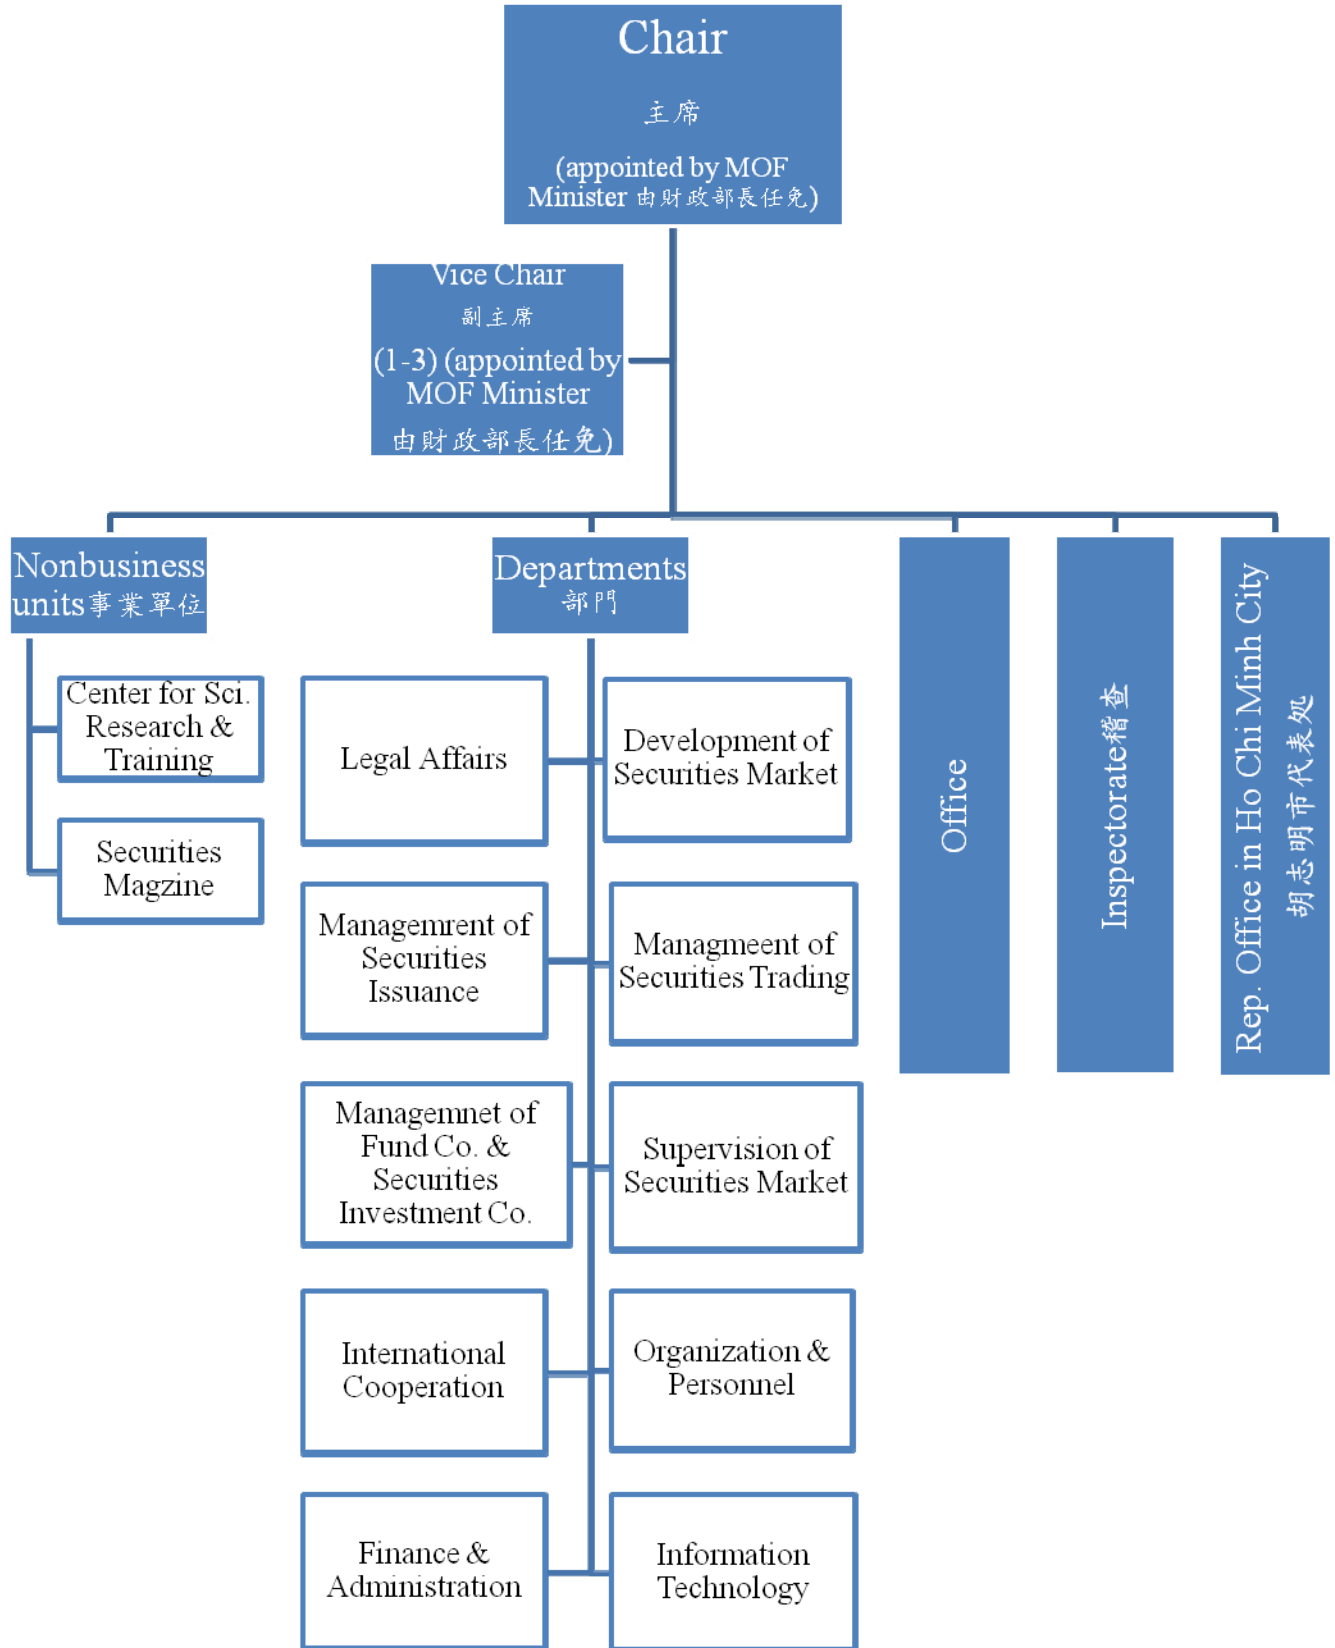 Chair
主席
(appointed by MOF
Minister 由財政部長任免)
Vice Chair
副主席
(1-3) (appointed by
MOF Minister
由財政部長任免)
Nonbusiness
units事業單位
Center for Sci.
Research &
Training
Securities
Magzine
Departments
部門
Legal Affairs
Development of
Securities Market
Managemrent of
Securities
Issuance
Managmeent of
Securities Trading
Managemnet of
Fund Co. &
Securities
Investment Co.
Supervision of
Securities Market
International
Cooperation
Organization &
Personnel
Finance &
Administration
Information
Technology
Office
Inspectorate稽查
Rep. Office in Ho Chi Minh City
胡志明市代表処